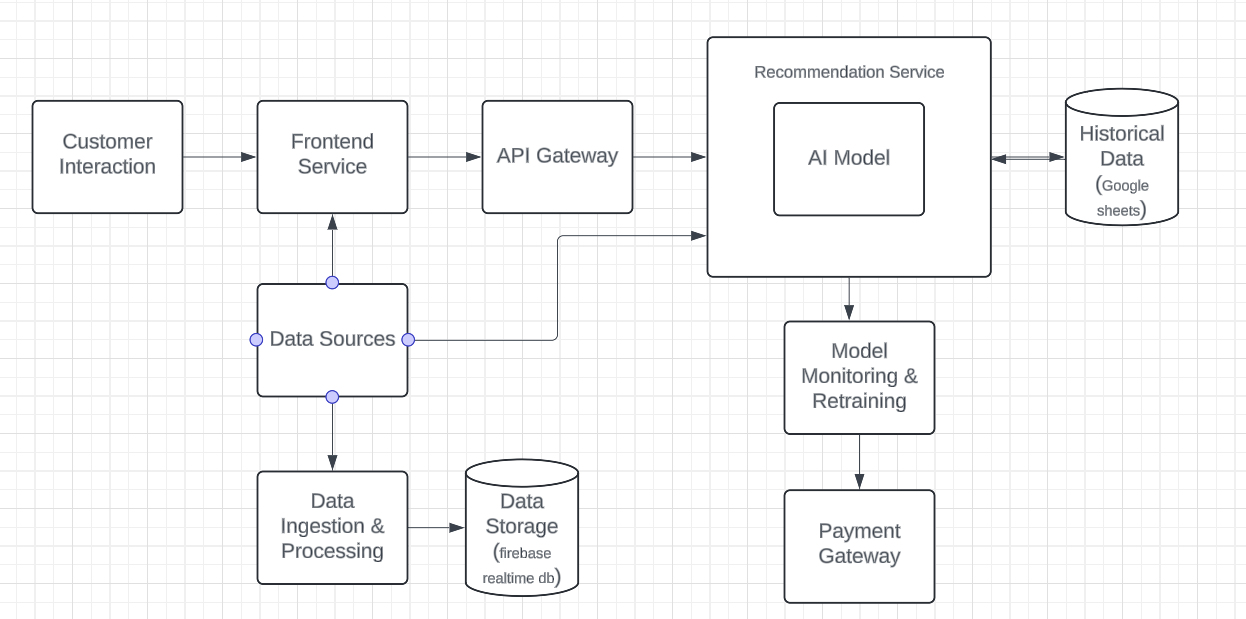 Customer
Interaction
Frontend
Service
API Gateway
Recommendation Service
AI Model
Historical
Data
(Google
sheets)
Data Sources
Model
Monitoring &
Retraining
Data
Ingestion &
Processing
Data
Storage
(firebase
realtime db)
Payment
Gateway